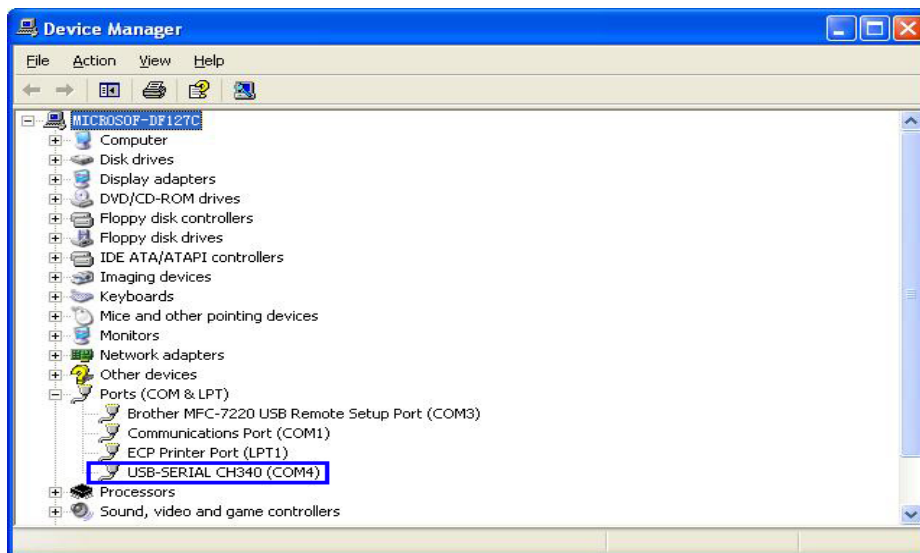 Device Manager
File Action View Help
MICROSOF-DF127C
Computer
Disk drives
Display adapters
DVD/CD-ROM drives
Floppy disk controllers
Floppy disk drives
IDE ATA/ATAPI controllers
Imaging devices
Keyboards
Mice and other pointing devices
Monitors
Network adapters
Other devices
Ports (COM & LPT)
Brother MFC-7220 USB Remote Setup Port (COM3)
Communications Port (COM1)
ECP Printer Port (LPT1)
USB-SERIAL CH340 (COM4)
Processors
Sound, video and game controllers